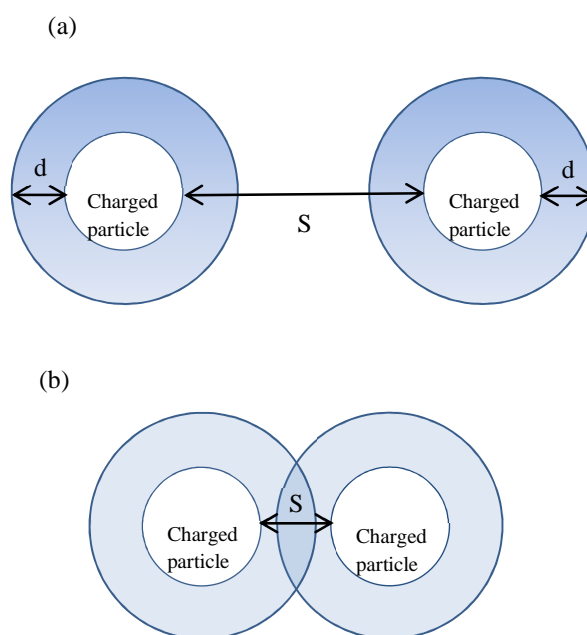 (a)
d
d
Charged
particle
Charged
particle
S
(b)
S
Charged
particle
Charged
particle